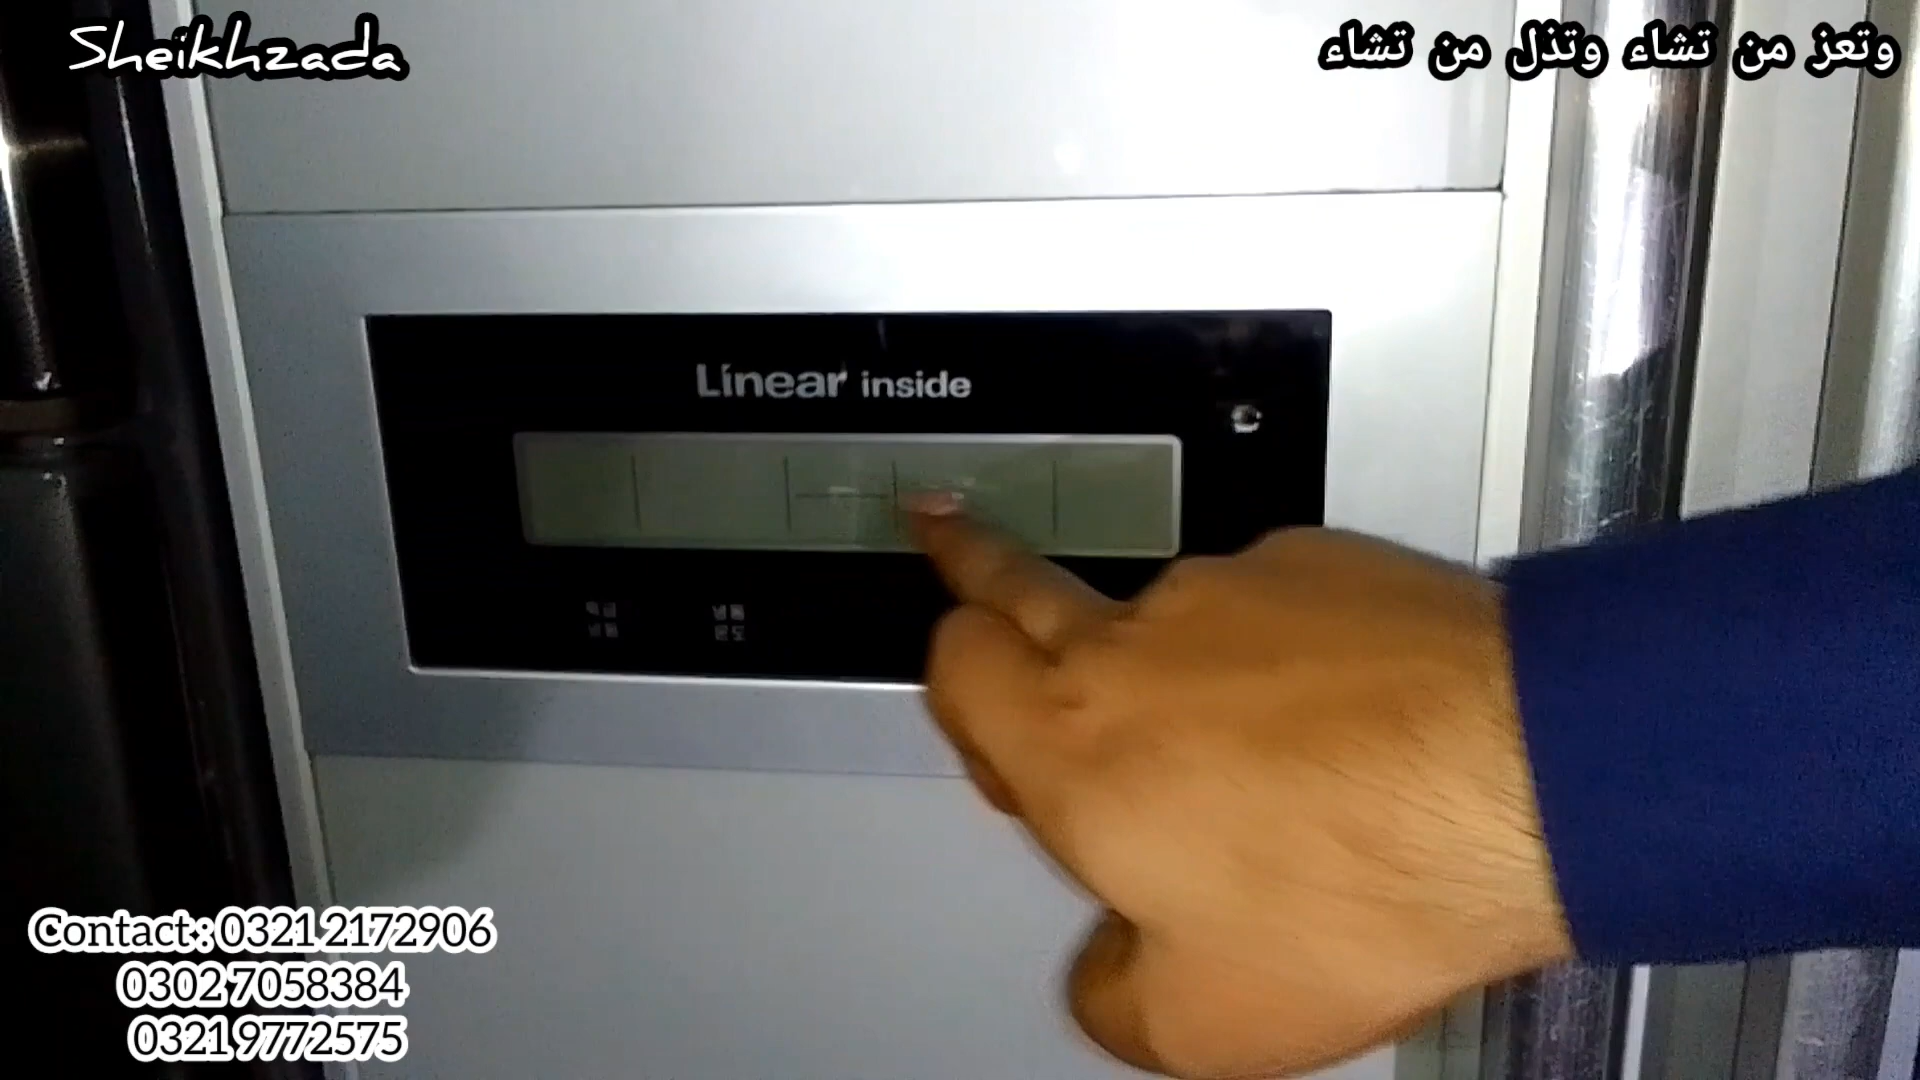 Sheikhzada
وتعز من تشاء وتذل من تشاء
Linear inside
Contact : 0321 2172906
0302 7058384
0321 9772575